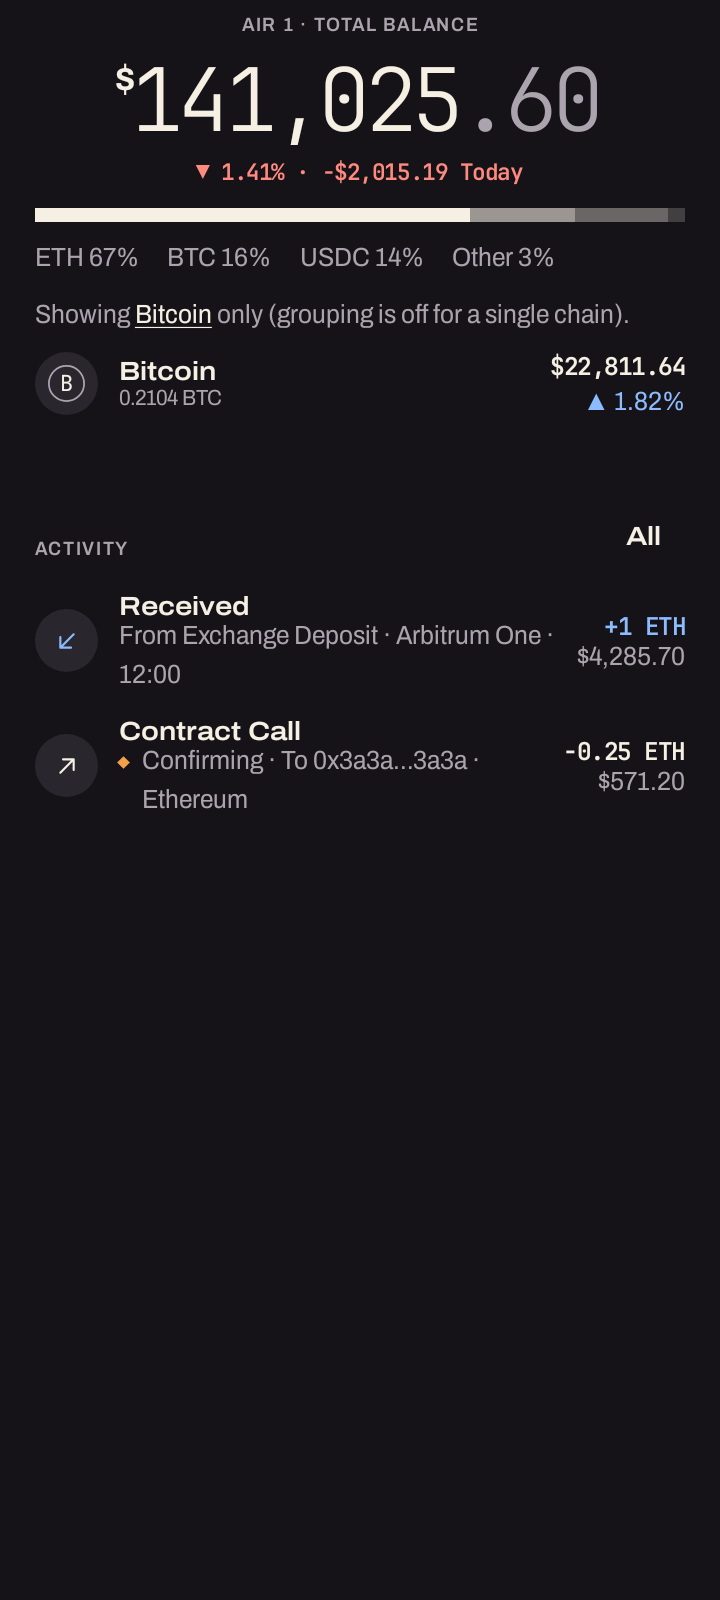 AIR 1 · TOTAL BALANCE
$141,025.60
▼ 1.41% · -$2,015.19 Today
ETH 67% BTC 16% USDC 14% Other 3%
Showing Bitcoin only (grouping is off for a single chain).
B
Bitcoin
$22,811.64
0.2104 BTC
▲ 1.82%
ACTIVITY
All
Received
From Exchange Deposit · Arbitrum One ·
12:00
+1 ETH
$4,285.70
Contract Call
Confirming · To 0x3a3a...3a3a ·
Ethereum
-0.25 ETH
$571.20